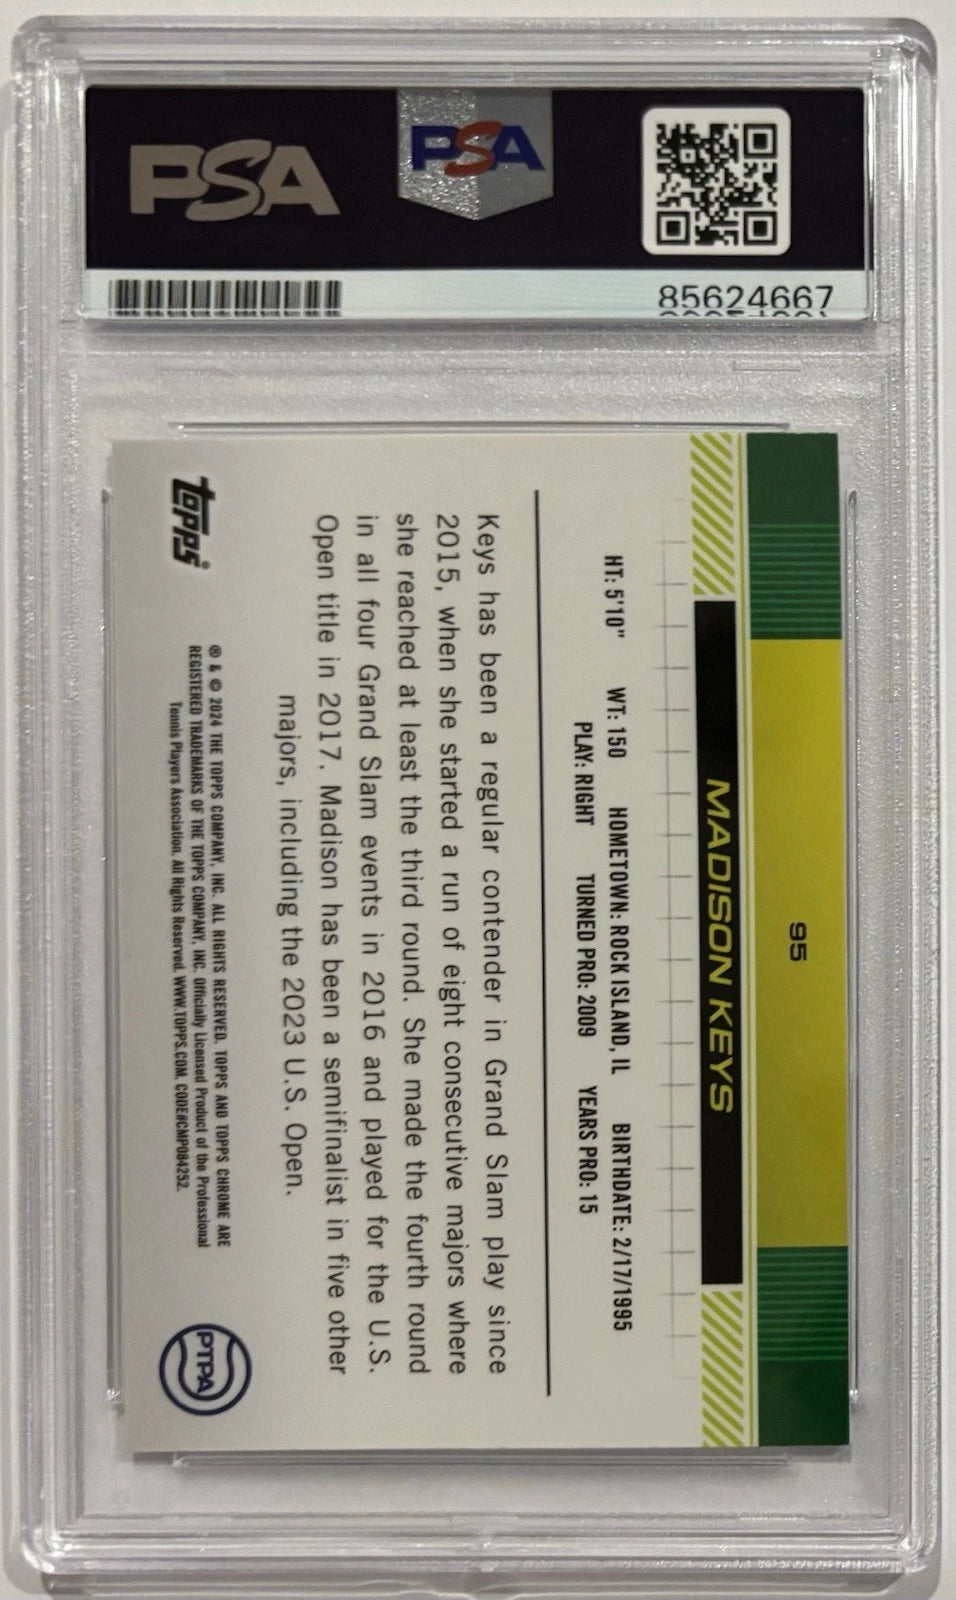 PSA
PSA
85624667
95
MADISON KEYS
HT: 5'10" WT: 150 HOMETOWN: ROCK ISLAND, IL BIRTHDATE: 2/17/1995
PLAY: RIGHT TURNED PRO: 2009 YEARS PRO: 15
Keys has been a regular contender in Grand Slam play since
2015, when she started a run of eight consecutive majors where
she reached at least the third round. She made the fourth round
in all four Grand Slam events in 2016 and played for the U.S.
Open title in 2017. Madison has been a semifinalist in five other
majors, including the 2023 U.S. Open.
topps®
® & © 2024 THE TOPPS COMPANY, INC. ALL RIGHTS RESERVED. TOPPS AND TOPPS CHROME ARE
REGISTERED TRADEMARKS OF THE TOPPS COMPANY, INC. Officially Licensed Product of the Professional
Tennis Players Association. All Rights Reserved. WWW.TOPPS.COM. CODE#CMP084252.
PTPA